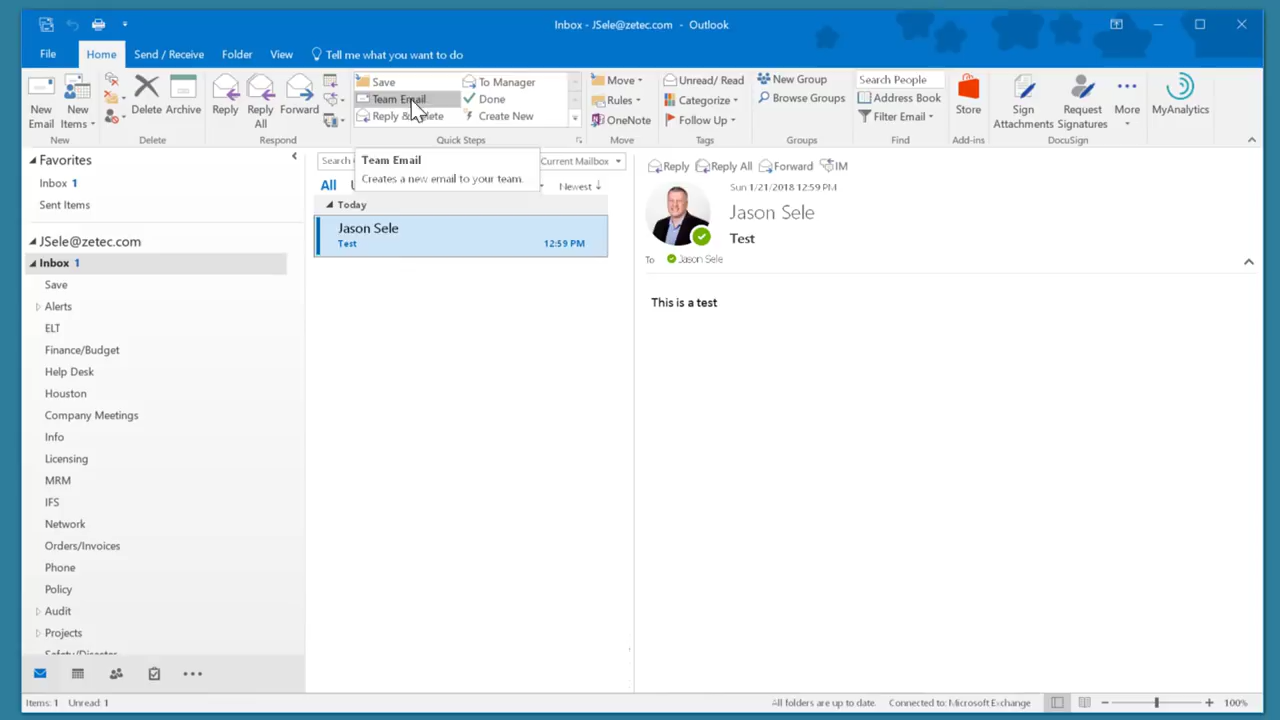 Inbox - JSele@zetec.com - Outlook
File Home Send / Receive Folder View Tell me what you want to do
New Email
New Items
Delete
Archive
Reply
Reply All
Forward
Save
Team Email
Reply & Delete
To Manager
Done
Create New
Move
Rules
OneNote
Unread/ Read
Categorize
Follow Up
New Group
Browse Groups
Search People
Address Book
Filter Email
Store
Sign Attachments
Request Signatures
More
MyAnalytics
New Delete Respond Quick Steps Move Tags Groups Find Add-ins DocuSign
Team Email
Creates a new email to your team.
Favorites
Inbox 1
Sent Items
JSele@zetec.com
Inbox 1
Save
Alerts
ELT
Finance/Budget
Help Desk
Houston
Company Meetings
Info
Licensing
MRM
IFS
Network
Orders/Invoices
Phone
Policy
Audit
Projects
Safety/Disaster
Search
Current Mailbox
All
Newest
Today
Jason Sele
Test 12:59 PM
Reply Reply All Forward IM
Sun 1/21/2018 12:59 PM
Jason Sele
Test
To Jason Sele
This is a test
Items: 1 Unread: 1
All folders are up to date. Connected to: Microsoft Exchange 100%